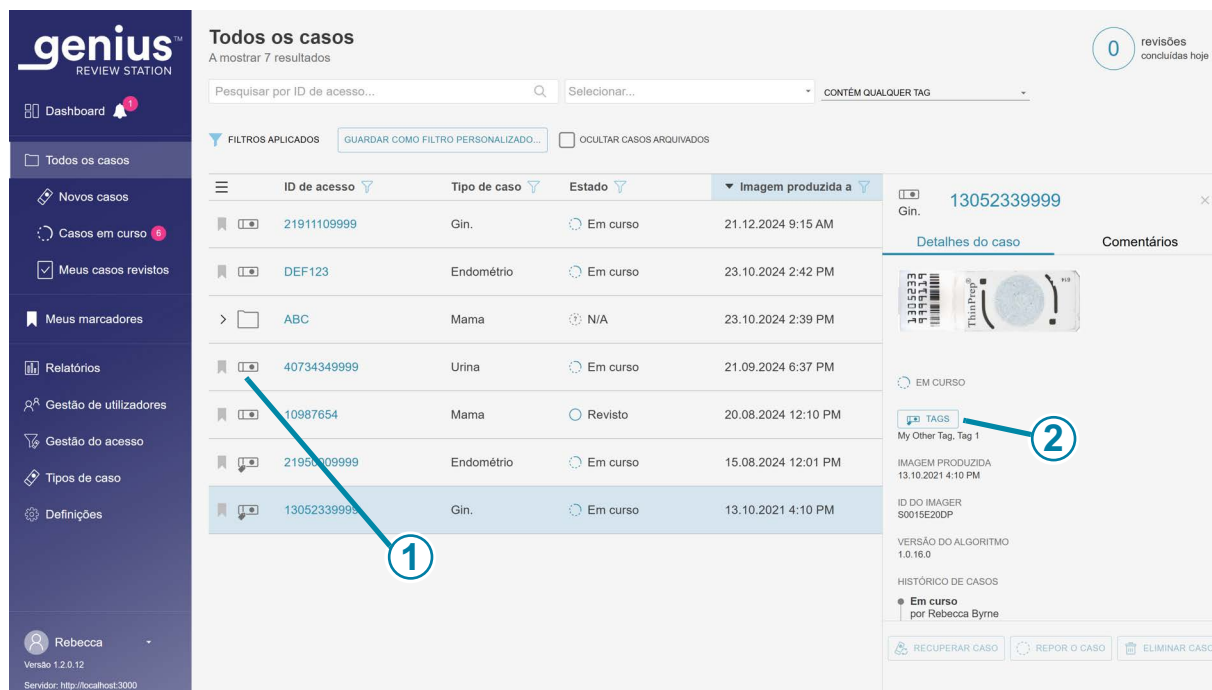 genius™
REVIEW STATION
Dashboard 1
Todos os casos
Novos casos
Casos em curso 6
Meus casos revistos
Meus marcadores
Relatórios
Gestão de utilizadores
Gestão do acesso
Tipos de caso
Definições
Rebecca
Versão 1.2.0.12
Servidor: http://localhost:3000
Todos os casos
A mostrar 7 resultados
0 revisões
concluídas hoje
Pesquisar por ID de acesso... Selecionar... CONTÉM QUALQUER TAG
FILTROS APLICADOS GUARDAR COMO FILTRO PERSONALIZADO... OCULTAR CASOS ARQUIVADOS
ID de acesso Tipo de caso Estado Imagem produzida a
21911109999 Gin. Em curso 21.12.2024 9:15 AM
DEF123 Endométrio Em curso 23.10.2024 2:42 PM
ABC Mama N/A 23.10.2024 2:39 PM
40734349999 Urina Em curso 21.09.2024 6:37 PM
10987654 Mama Revisto 20.08.2024 12:10 PM
21950009999 Endométrio Em curso 15.08.2024 12:01 PM
13052339999 Gin. Em curso 13.10.2021 4:10 PM
1
Gin. 13052339999
Detalhes do caso Comentários
ThinPrep®
EM CURSO
TAGS
2
My Other Tag, Tag 1
IMAGEM PRODUZIDA
13.10.2021 4:10 PM
ID DO IMAGER
S0015E20DP
VERSÃO DO ALGORITMO
1.0.16.0
HISTÓRICO DE CASOS
Em curso
por Rebecca Byrne
RECUPERAR CASO REPOR O CASO ELIMINAR CASO